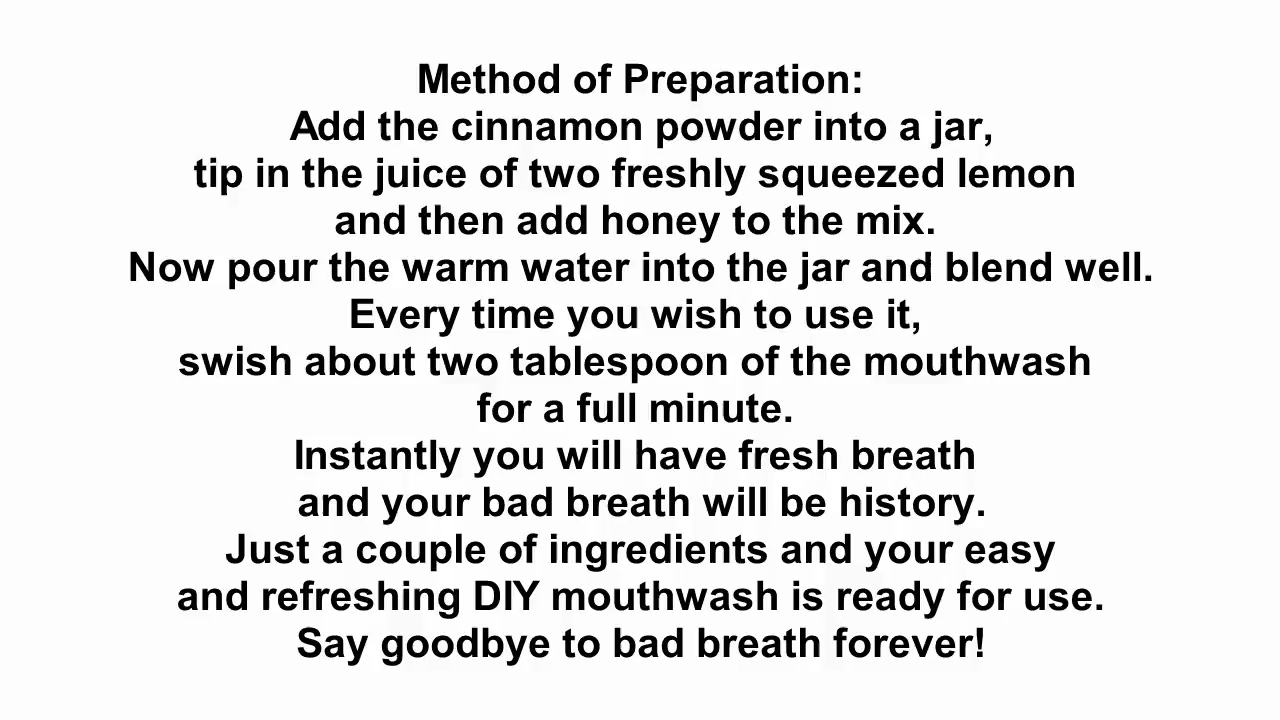 Method of Preparation:
Add the cinnamon powder into a jar,
tip in the juice of two freshly squeezed lemon
and then add honey to the mix.
Now pour the warm water into the jar and blend well.
Every time you wish to use it,
swish about two tablespoon of the mouthwash
for a full minute.
Instantly you will have fresh breath
and your bad breath will be history.
Just a couple of ingredients and your easy
and refreshing DIY mouthwash is ready for use.
Say goodbye to bad breath forever!